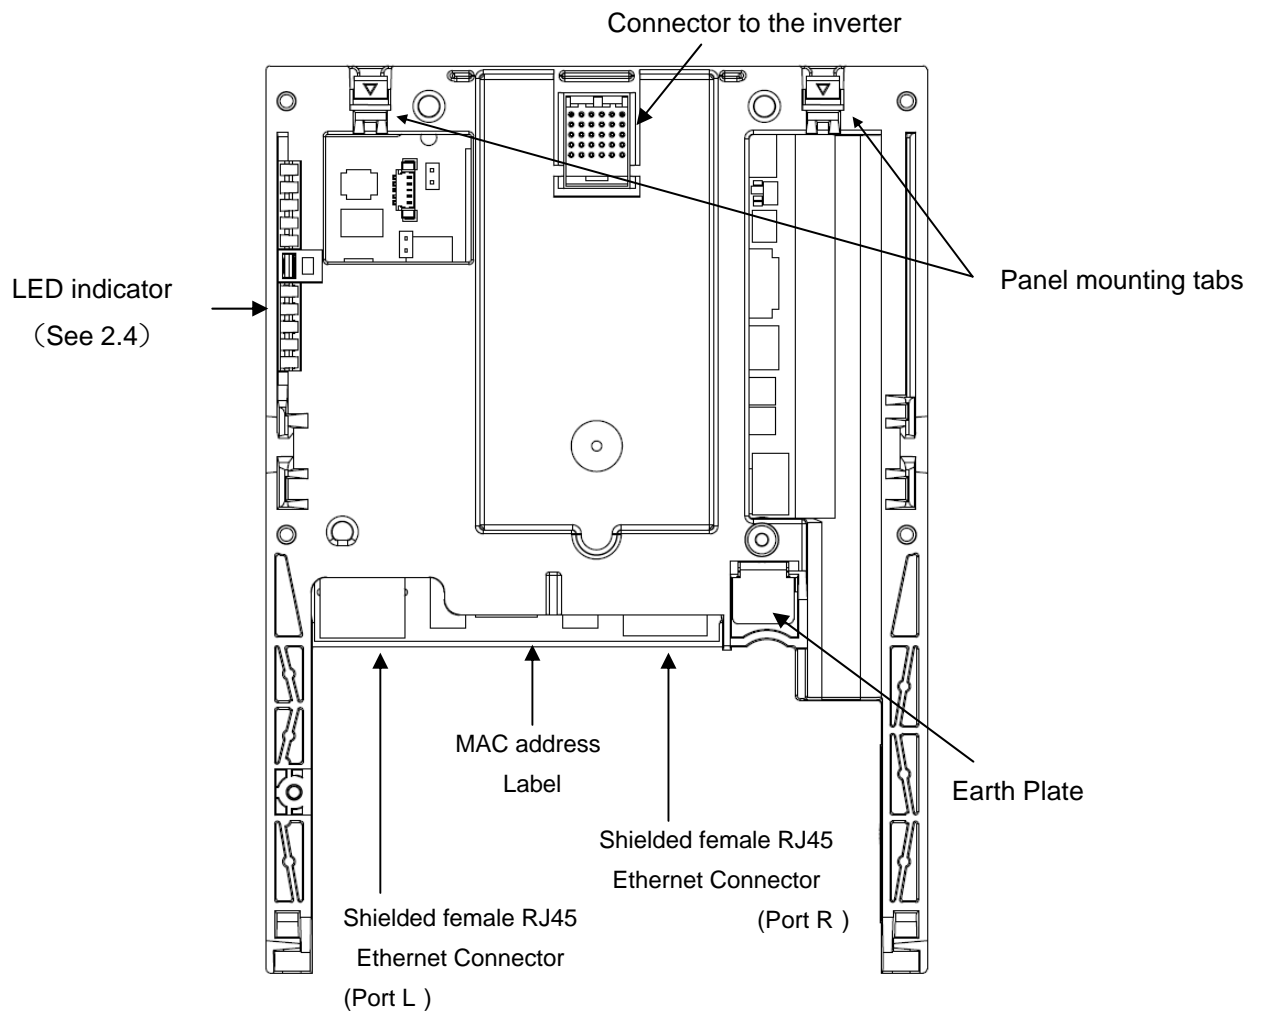 Connector to the inverter
Panel mounting tabs
LED indicator
（See 2.4）
MAC address
Label
Earth Plate
Shielded female RJ45
Ethernet Connector
(Port R )
Shielded female RJ45
Ethernet Connector
(Port L )